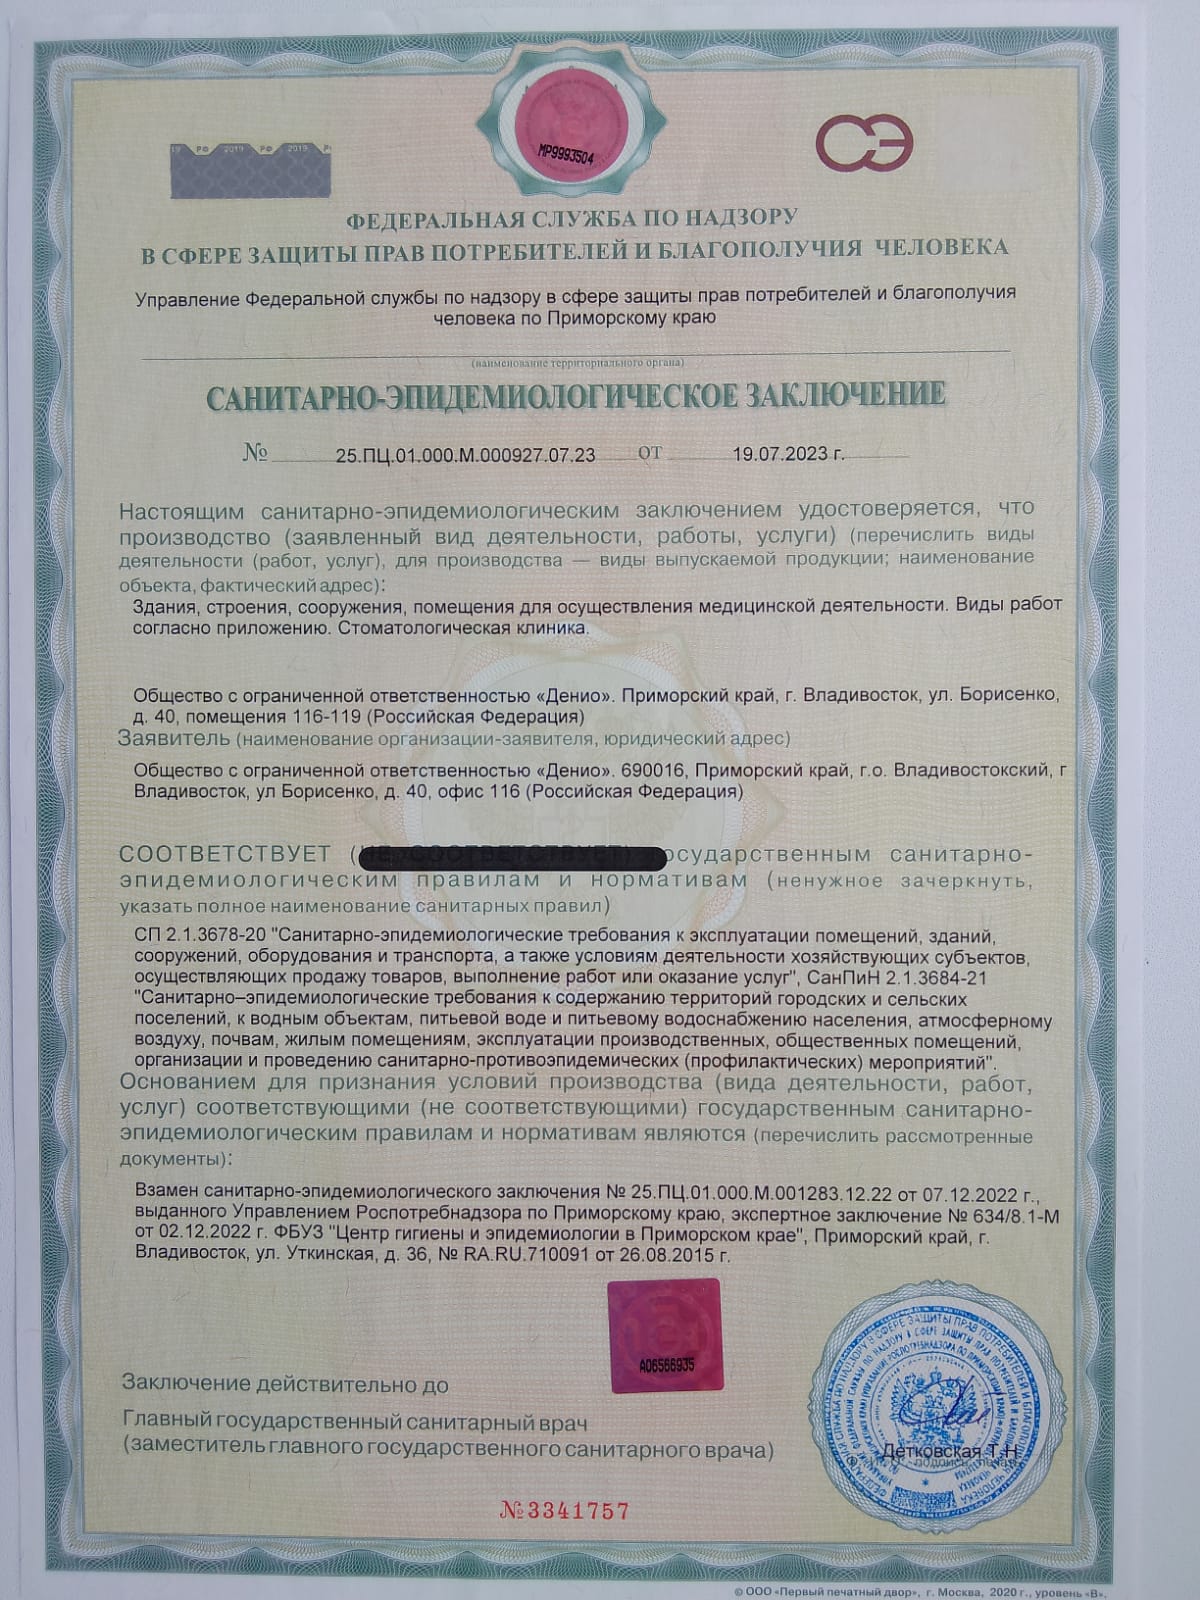 19 РФ 2019 РФ 2019
МР9993504
СЭ
ФЕДЕРАЛЬНАЯ СЛУЖБА ПО НАДЗОРУ
В СФЕРЕ ЗАЩИТЫ ПРАВ ПОТРЕБИТЕЛЕЙ И БЛАГОПОЛУЧИЯ ЧЕЛОВЕКА
Управление Федеральной службы по надзору в сфере защиты прав потребителей и благополучия
человека по Приморскому краю
(наименование территориального органа)
САНИТАРНО-ЭПИДЕМИОЛОГИЧЕСКОЕ ЗАКЛЮЧЕНИЕ
№ 25.ПЦ.01.000.М.000927.07.23 от 19.07.2023 г.
Настоящим санитарно-эпидемиологическим заключением удостоверяется, что
производство (заявленный вид деятельности, работы, услуги) (перечислить виды
деятельности (работ, услуг), для производства — виды выпускаемой продукции; наименование
объекта, фактический адрес):
Здания, строения, сооружения, помещения для осуществления медицинской деятельности. Виды работ
согласно приложению. Стоматологическая клиника.
Общество с ограниченной ответственностью «Денио». Приморский край, г. Владивосток, ул. Борисенко,
д. 40, помещения 116-119 (Российская Федерация)
Заявитель (наименование организации-заявителя, юридический адрес)
Общество с ограниченной ответственностью «Денио». 690016, Приморский край, г.о. Владивостокский, г
Владивосток, ул Борисенко, д. 40, офис 116 (Российская Федерация)
СООТВЕТСТВУЕТ (НЕ СООТВЕТСТВУЕТ) государственным санитарно-
эпидемиологическим правилам и нормативам (ненужное зачеркнуть,
указать полное наименование санитарных правил)
СП 2.1.3678-20 "Санитарно-эпидемиологические требования к эксплуатации помещений, зданий,
сооружений, оборудования и транспорта, а также условиям деятельности хозяйствующих субъектов,
осуществляющих продажу товаров, выполнение работ или оказание услуг", СанПиН 2.1.3684-21
"Санитарно–эпидемиологические требования к содержанию территорий городских и сельских
поселений, к водным объектам, питьевой воде и питьевому водоснабжению населения, атмосферному
воздуху, почвам, жилым помещениям, эксплуатации производственных, общественных помещений,
организации и проведению санитарно-противоэпидемических (профилактических) мероприятий".
Основанием для признания условий производства (вида деятельности, работ,
услуг) соответствующими (не соответствующими) государственным санитарно-
эпидемиологическим правилам и нормативам являются (перечислить рассмотренные
документы):
Взамен санитарно-эпидемиологического заключения № 25.ПЦ.01.000.М.001283.12.22 от 07.12.2022 г.,
выданного Управлением Роспотребнадзора по Приморскому краю, экспертное заключение № 634/8.1-М
от 02.12.2022 г. ФБУЗ "Центр гигиены и эпидемиологии в Приморском крае", Приморский край, г.
Владивосток, ул. Уткинская, д. 36, № RA.RU.710091 от 26.08.2015 г.
А06566935
Заключение действительно до
Главный государственный санитарный врач
(заместитель главного государственного санитарного врача)
Детковская Т.Н.
№3341757
© ООО «Первый печатный двор», г. Москва, 2020 г., уровень «В».